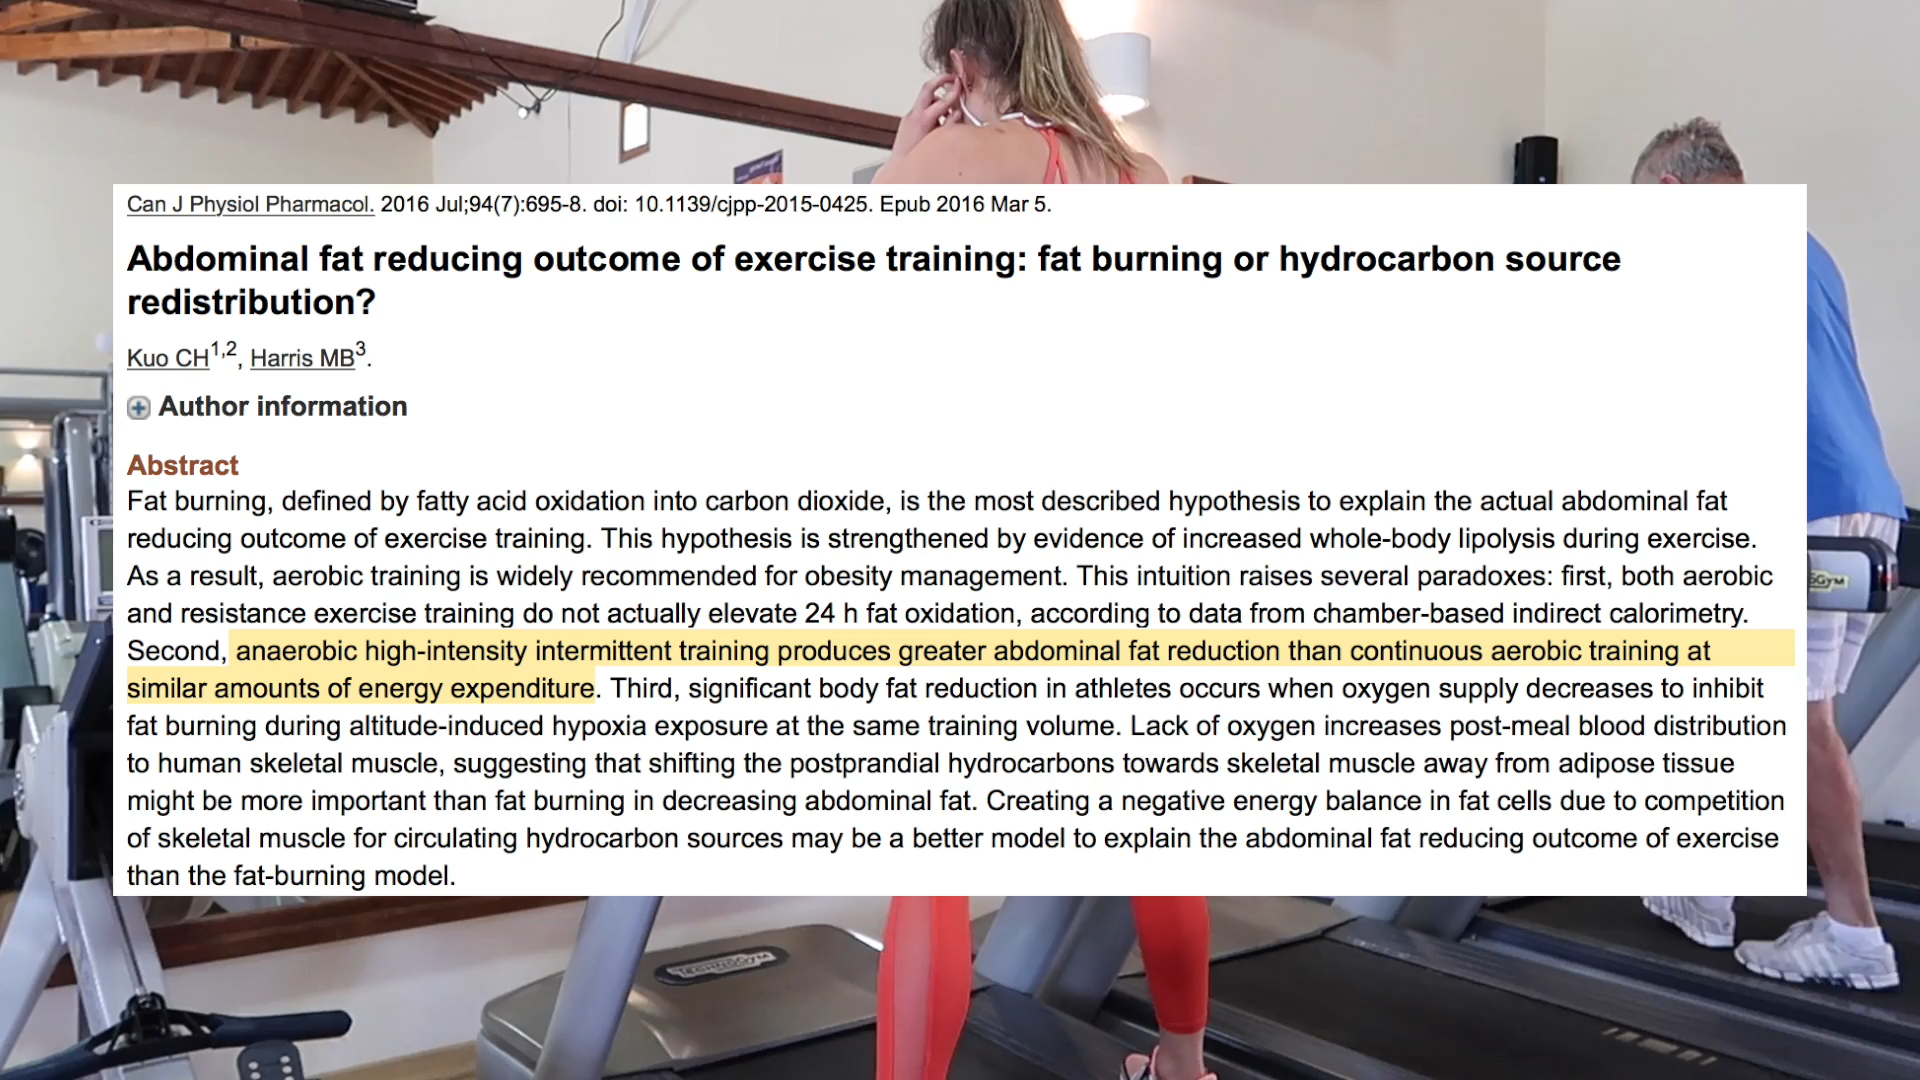 Can J Physiol Pharmacol. 2016 Jul;94(7):695-8. doi: 10.1139/cjpp-2015-0425. Epub 2016 Mar 5.
Abdominal fat reducing outcome of exercise training: fat burning or hydrocarbon source
redistribution?
Kuo CH1,2, Harris MB3.
Author information
Abstract
Fat burning, defined by fatty acid oxidation into carbon dioxide, is the most described hypothesis to explain the actual abdominal fat
reducing outcome of exercise training. This hypothesis is strengthened by evidence of increased whole-body lipolysis during exercise.
As a result, aerobic training is widely recommended for obesity management. This intuition raises several paradoxes: first, both aerobic
and resistance exercise training do not actually elevate 24 h fat oxidation, according to data from chamber-based indirect calorimetry.
Second, anaerobic high-intensity intermittent training produces greater abdominal fat reduction than continuous aerobic training at
similar amounts of energy expenditure. Third, significant body fat reduction in athletes occurs when oxygen supply decreases to inhibit
fat burning during altitude-induced hypoxia exposure at the same training volume. Lack of oxygen increases post-meal blood distribution
to human skeletal muscle, suggesting that shifting the postprandial hydrocarbons towards skeletal muscle away from adipose tissue
might be more important than fat burning in decreasing abdominal fat. Creating a negative energy balance in fat cells due to competition
of skeletal muscle for circulating hydrocarbon sources may be a better model to explain the abdominal fat reducing outcome of exercise
than the fat-burning model.
TECHNOGYM